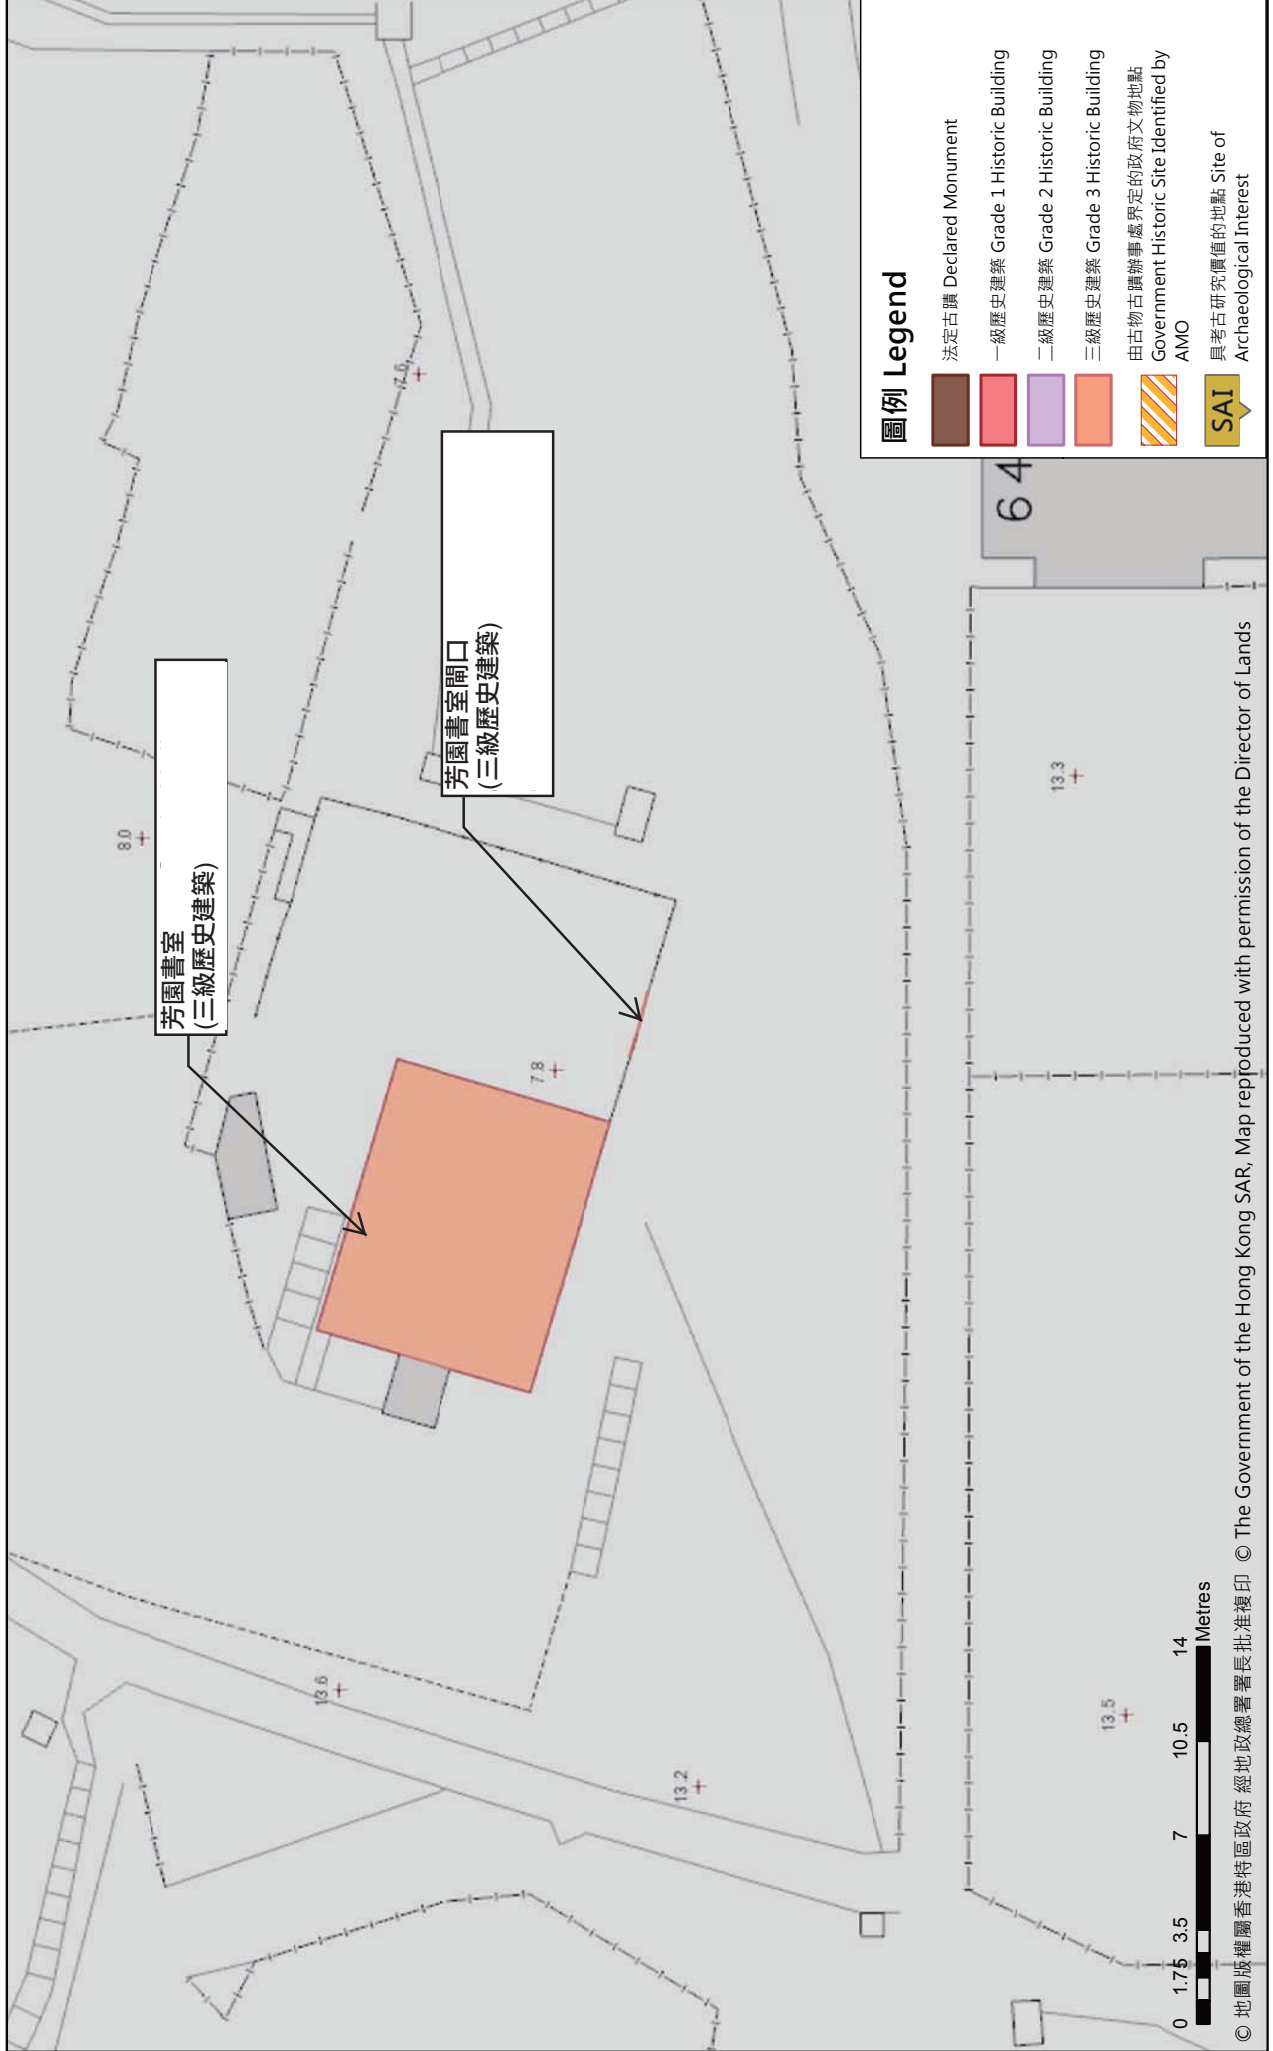 芳園書室
(三級歷史建築)
芳園書室閘口
(三級歷史建築)
8.0
7.6
7.8
13.6
13.2
13.3
13.5
64
圖例 Legend
法定古蹟 Declared Monument
一級歷史建築 Grade 1 Historic Building
二級歷史建築 Grade 2 Historic Building
三級歷史建築 Grade 3 Historic Building
由古物古蹟辦事處界定的政府文物地點
Government Historic Site Identified by
AMO
SAI
具考古研究價值的地點 Site of
Archaeological Interest
0 1.75 3.5 7 10.5 14
Metres
© 地圖版權屬香港特區政府 經地政總署署長批准複印 © The Government of the Hong Kong SAR, Map reproduced with permission of the Director of Lands